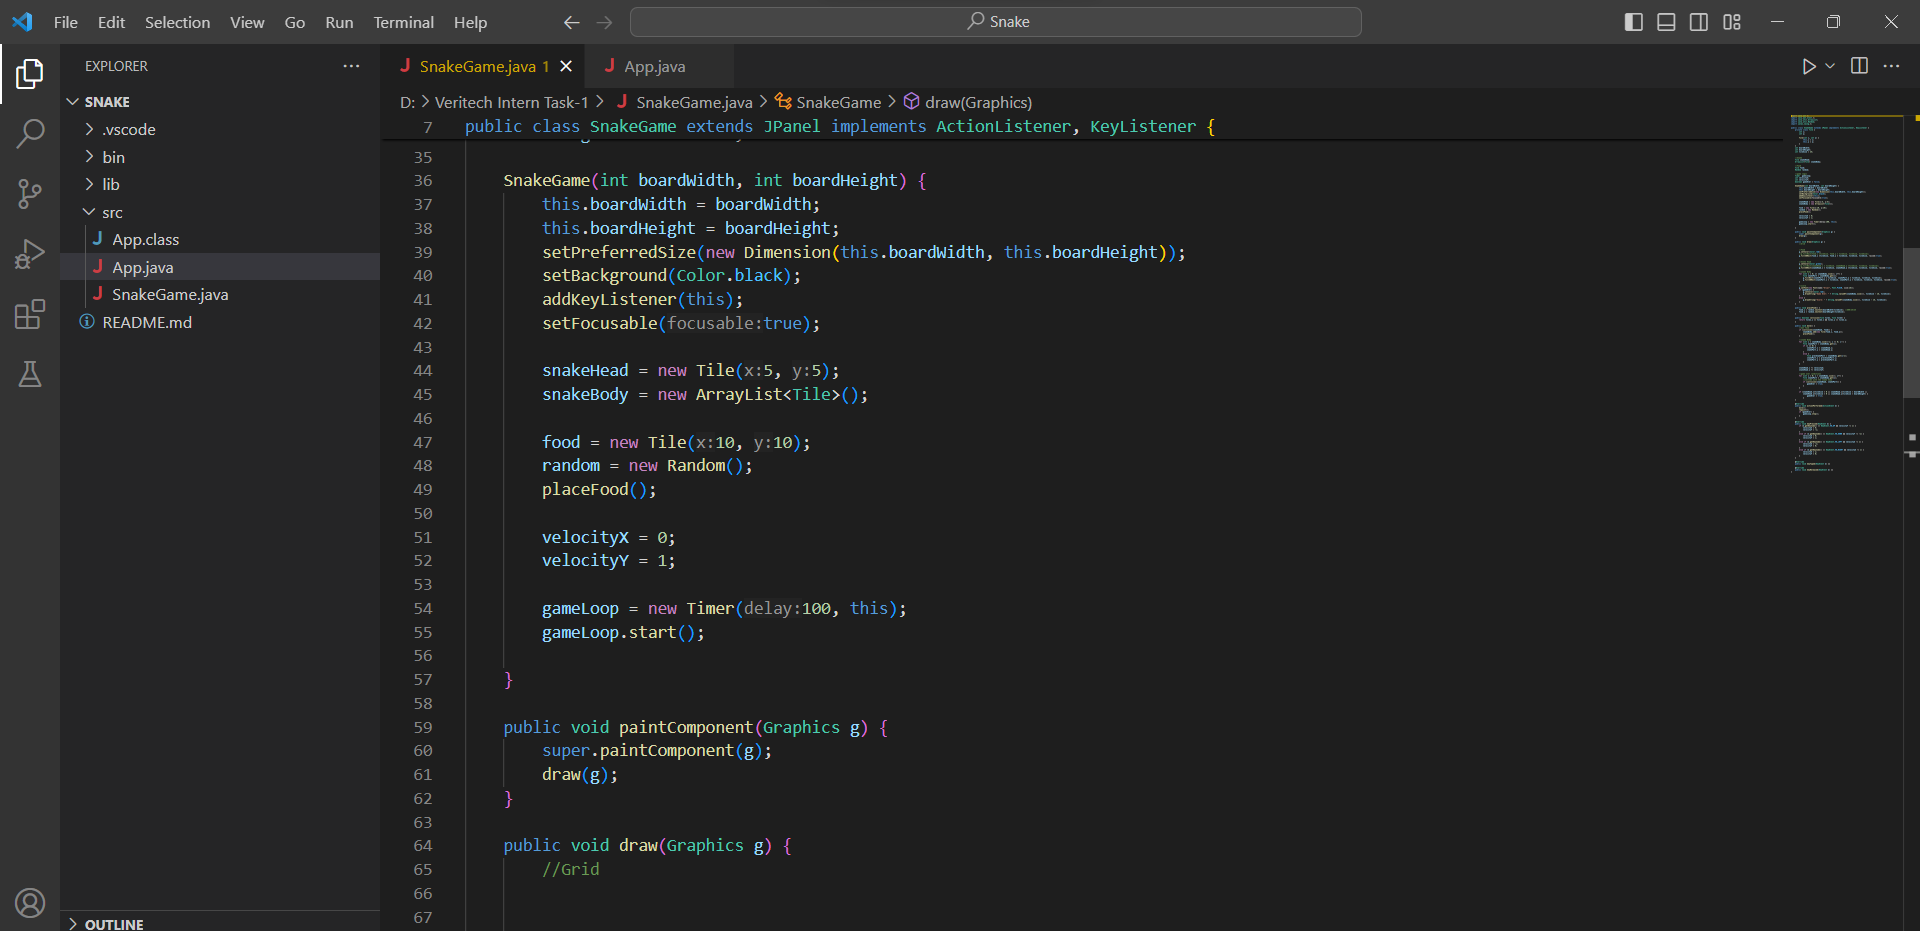 File Edit Selection View Go Run Terminal Help
Snake
EXPLORER
SNAKE
.vscode
bin
lib
src
App.class
App.java
SnakeGame.java
README.md
OUTLINE
SnakeGame.java 1
App.java
D: > Veritech Intern Task-1 > SnakeGame.java > SnakeGame > draw(Graphics)
7 public class SnakeGame extends JPanel implements ActionListener, KeyListener {
35
36 SnakeGame(int boardWidth, int boardHeight) {
37 this.boardWidth = boardWidth;
38 this.boardHeight = boardHeight;
39 setPreferredSize(new Dimension(this.boardWidth, this.boardHeight));
40 setBackground(Color.black);
41 addKeyListener(this);
42 setFocusable(focusable:true);
43
44 snakeHead = new Tile(x:5, y:5);
45 snakeBody = new ArrayList<Tile>();
46
47 food = new Tile(x:10, y:10);
48 random = new Random();
49 placeFood();
50
51 velocityX = 0;
52 velocityY = 1;
53
54 gameLoop = new Timer(delay:100, this);
55 gameLoop.start();
56
57 }
58
59 public void paintComponent(Graphics g) {
60 super.paintComponent(g);
61 draw(g);
62 }
63
64 public void draw(Graphics g) {
65 //Grid
66
67